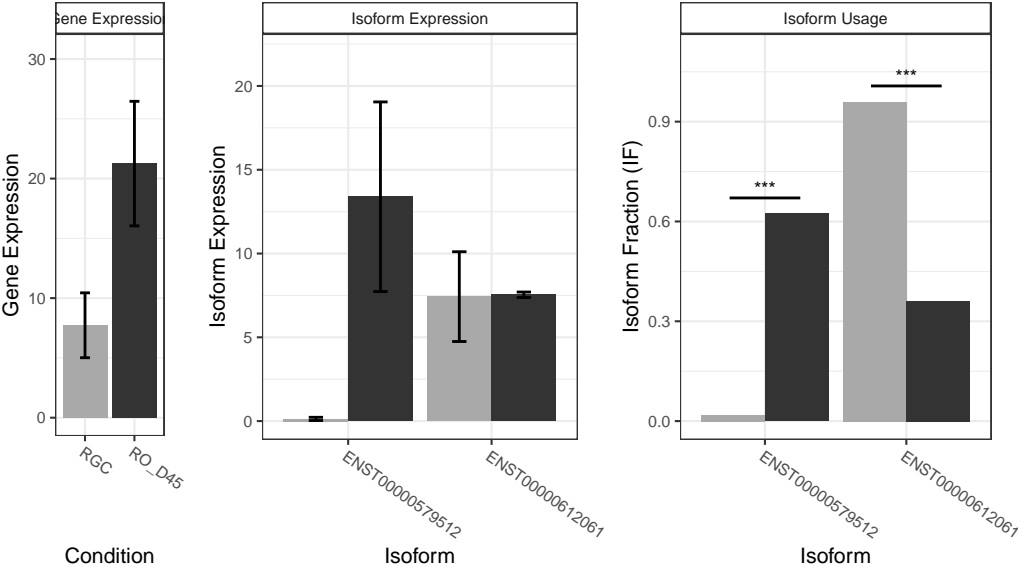 Gene Expression
Gene Expression
30
20
10
0
RGC
RO_D45
Condition
Isoform Expression
Isoform Expression
20
15
10
5
0
ENST00000579512
ENST00000612061
Isoform
Isoform Usage
Isoform Fraction (IF)
0.9
0.6
0.3
0.0
***
***
ENST00000579512
ENST00000612061
Isoform